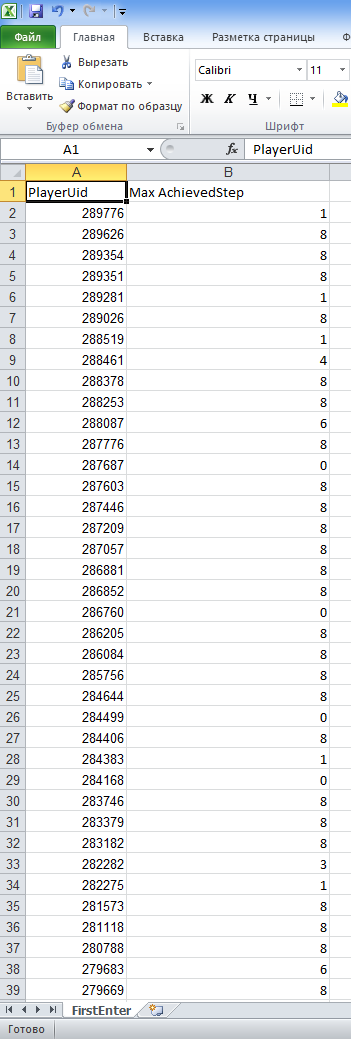 Файл Главная Вставка Разметка страницы Ф
Вырезать
Копировать
Формат по образцу
Вставить
Calibri 11
Ж К Ч
Буфер обмена Шрифт
A1 fx PlayerUid
A B
1 PlayerUid Max AchievedStep
2 289776 1
3 289626 8
4 289354 8
5 289351 8
6 289281 1
7 289026 8
8 288519 1
9 288461 4
10 288378 8
11 288253 8
12 288087 6
13 287776 8
14 287687 0
15 287603 8
16 287446 8
17 287209 8
18 287057 8
19 286881 8
20 286852 8
21 286760 0
22 286205 8
23 286084 8
24 285756 8
25 284644 8
26 284499 0
27 284406 8
28 284383 1
29 284168 0
30 283746 8
31 283379 8
32 283182 8
33 282282 3
34 282275 1
35 281573 8
36 281118 8
37 280788 8
38 279683 6
39 279669 8
FirstEnter
Готово